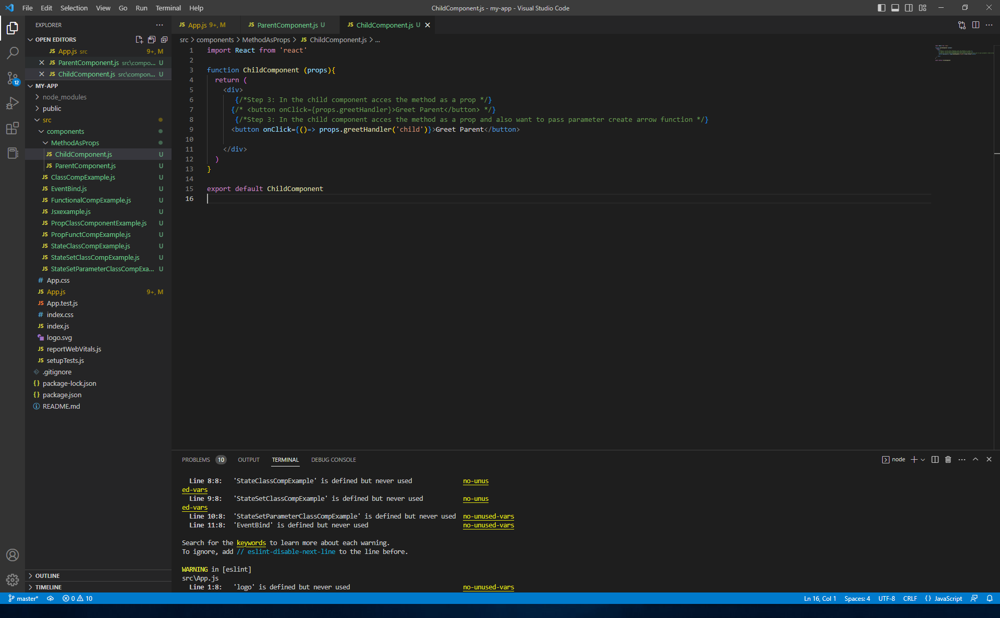 File Edit Selection View Go Run Terminal Help
ChildComponent.js - my-app - Visual Studio Code
EXPLORER
OPEN EDITORS
JS App.js src 9+, M
JS ParentComponent.js src\compo... U
JS ChildComponent.js src\compon... U
MY-APP
node_modules
public
src
components
MethodAsProps
JS ChildComponent.js U
JS ParentComponent.js U
JS ClassCompExample.js U
JS EventBind.js U
JS FunctionalCompExample.js U
JS Jsxexample.js U
JS PropClassComponentExample.js U
JS PropFunctCompExample.js U
JS StateClassCompExample.js U
JS StateSetClassCompExample.js U
JS StateSetParameterClassCompExa... U
# App.css
JS App.js 9+, M
JS App.test.js
# index.css
JS index.js
logo.svg
JS reportWebVitals.js
JS setupTests.js
.gitignore
{} package-lock.json
{} package.json
README.md
OUTLINE
TIMELINE
12
JS App.js 9+, M JS ParentComponent.js U JS ChildComponent.js U
src > components > MethodAsProps > JS ChildComponent.js > ...
1 import React from 'react'
2
3 function ChildComponent (props){
4 return (
5 <div>
6 {/*Step 3: In the child component acces the method as a prop */}
7 {/* <button onClick={props.greetHandler}>Greet Parent</button> */}
8 {/*Step 3: In the child component acces the method as a prop and also want to pass parameter create arrow function */}
9 <button onClick={()=> props.greetHandler('child')}>Greet Parent</button>
10
11 </div>
12 )
13 }
14
15 export default ChildComponent
16
PROBLEMS 10 OUTPUT TERMINAL DEBUG CONSOLE
node
Line 8:8: 'StateClassCompExample' is defined but never used no-unus
ed-vars
Line 9:8: 'StateSetClassCompExample' is defined but never used no-unus
ed-vars
Line 10:8: 'StateSetParameterClassCompExample' is defined but never used no-unused-vars
Line 11:8: 'EventBind' is defined but never used no-unused-vars
Search for the keywords to learn more about each warning.
To ignore, add // eslint-disable-next-line to the line before.
WARNING in [eslint]
src\App.js
Line 1:8: 'logo' is defined but never used no-unused-vars
master* 0 10
Ln 16, Col 1 Spaces: 4 UTF-8 CRLF {} JavaScript